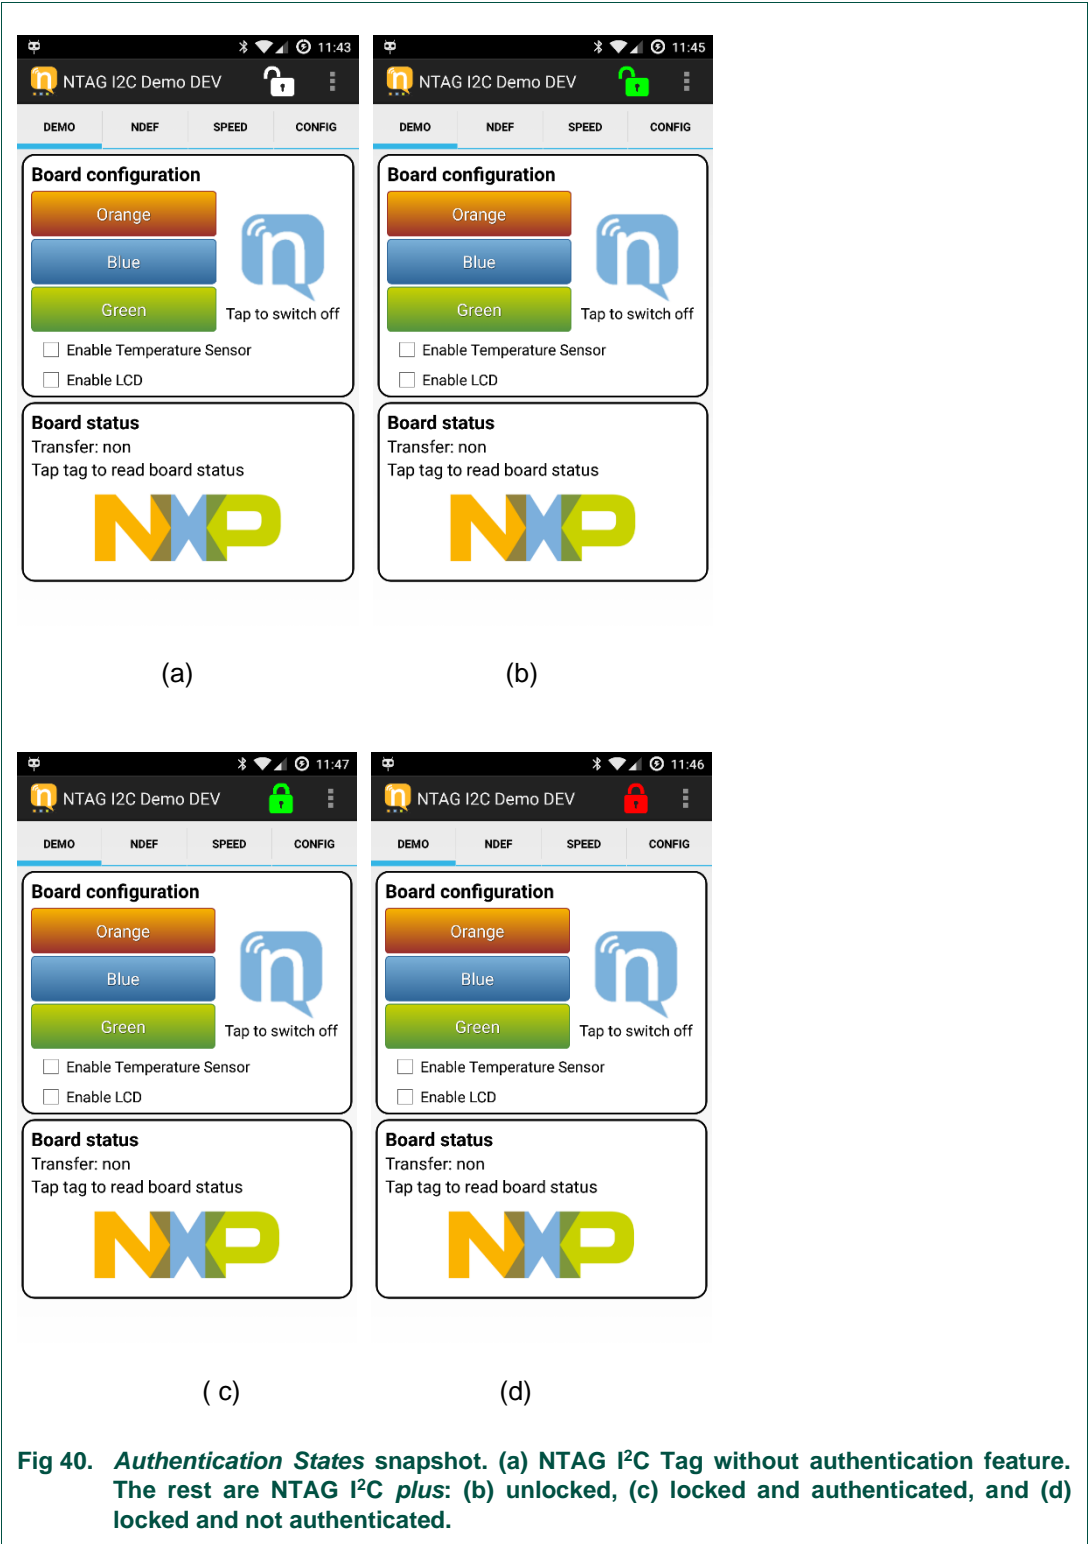 11:43
NTAG I2C Demo DEV
DEMO NDEF SPEED CONFIG
Board configuration
Orange
Blue
Green
Tap to switch off
Enable Temperature Sensor
Enable LCD
Board status
Transfer: non
Tap tag to read board status
NXP
(a)
11:45
NTAG I2C Demo DEV
DEMO NDEF SPEED CONFIG
Board configuration
Orange
Blue
Green
Tap to switch off
Enable Temperature Sensor
Enable LCD
Board status
Transfer: non
Tap tag to read board status
NXP
(b)
11:47
NTAG I2C Demo DEV
DEMO NDEF SPEED CONFIG
Board configuration
Orange
Blue
Green
Tap to switch off
Enable Temperature Sensor
Enable LCD
Board status
Transfer: non
Tap tag to read board status
NXP
( c)
11:46
NTAG I2C Demo DEV
DEMO NDEF SPEED CONFIG
Board configuration
Orange
Blue
Green
Tap to switch off
Enable Temperature Sensor
Enable LCD
Board status
Transfer: non
Tap tag to read board status
NXP
(d)
Fig 40. Authentication States snapshot. (a) NTAG I²C Tag without authentication feature.
The rest are NTAG I²C plus: (b) unlocked, (c) locked and authenticated, and (d)
locked and not authenticated.